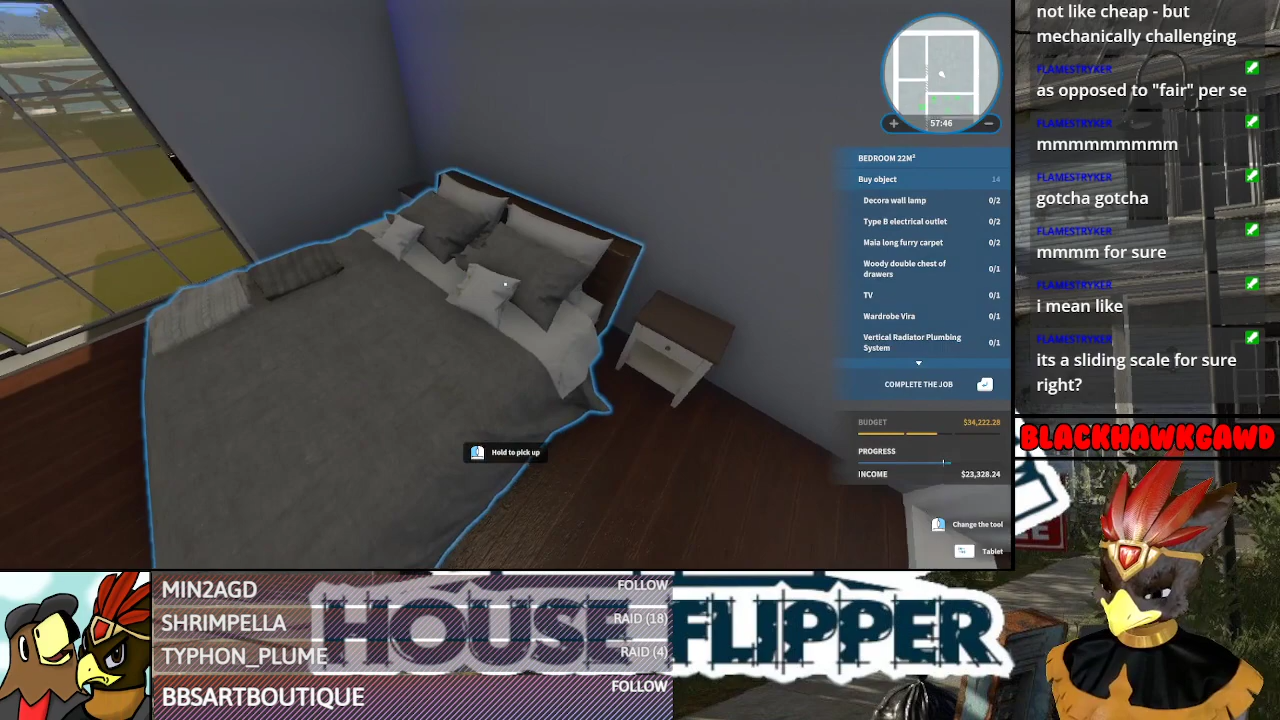 57:46
BEDROOM 22M²
Buy object 14
Decora wall lamp 0/2
Type B electrical outlet 0/2
Maia long furry carpet 0/2
Woody double chest of
drawers 0/1
TV 0/1
Wardrobe Vira 0/1
Vertical Radiator Plumbing
System 0/1
COMPLETE THE JOB
BUDGET $34,222.28
PROGRESS
INCOME $23,328.24
Hold to pick up
Change the tool
Tablet
not like cheap - but
mechanically challenging
FLAMESTRYKER
as opposed to "fair" per se
FLAMESTRYKER
mmmmmmmmm
FLAMESTRYKER
gotcha gotcha
FLAMESTRYKER
mmmm for sure
FLAMESTRYKER
i mean like
FLAMESTRYKER
its a sliding scale for sure
right?
BLACKHAWKGAWD
MIN2AGD FOLLOW
SHRIMPELLA RAID (18)
TYPHON_PLUME RAID (4)
BBSARTBOUTIQUE FOLLOW
HOUSE FLIPPER